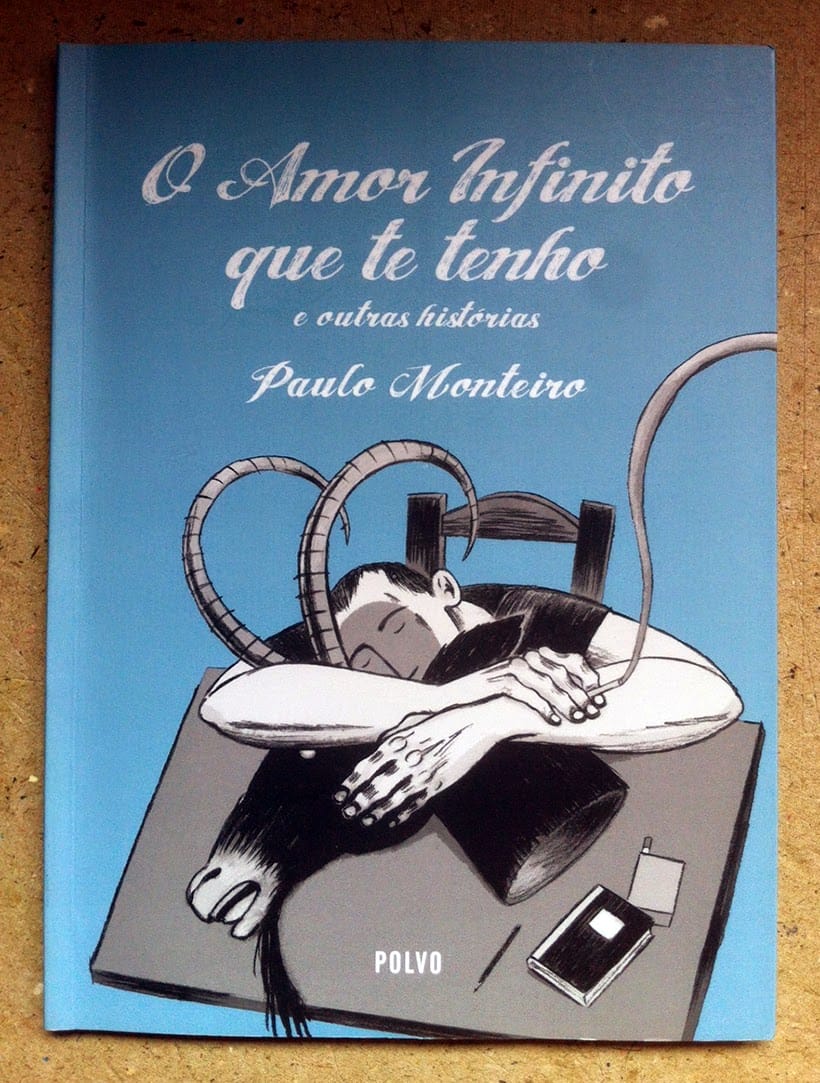 O Amor Infinito
que te tenho
e outras histórias
Paulo Monteiro
POLVO